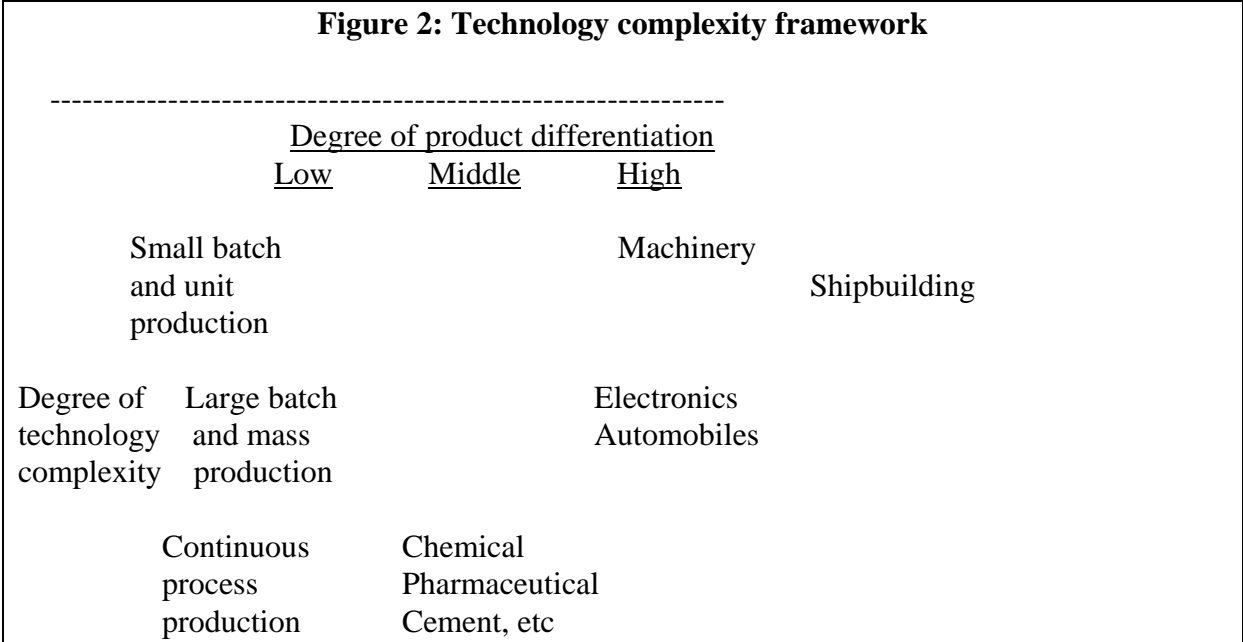 Figure 2: Technology complexity framework
----------------------------------------------------------------
Degree of product differentiation
Low Middle High
Small batch Machinery
and unit Shipbuilding
production
Degree of Large batch Electronics
technology and mass Automobiles
complexity production
Continuous Chemical
process Pharmaceutical
production Cement, etc